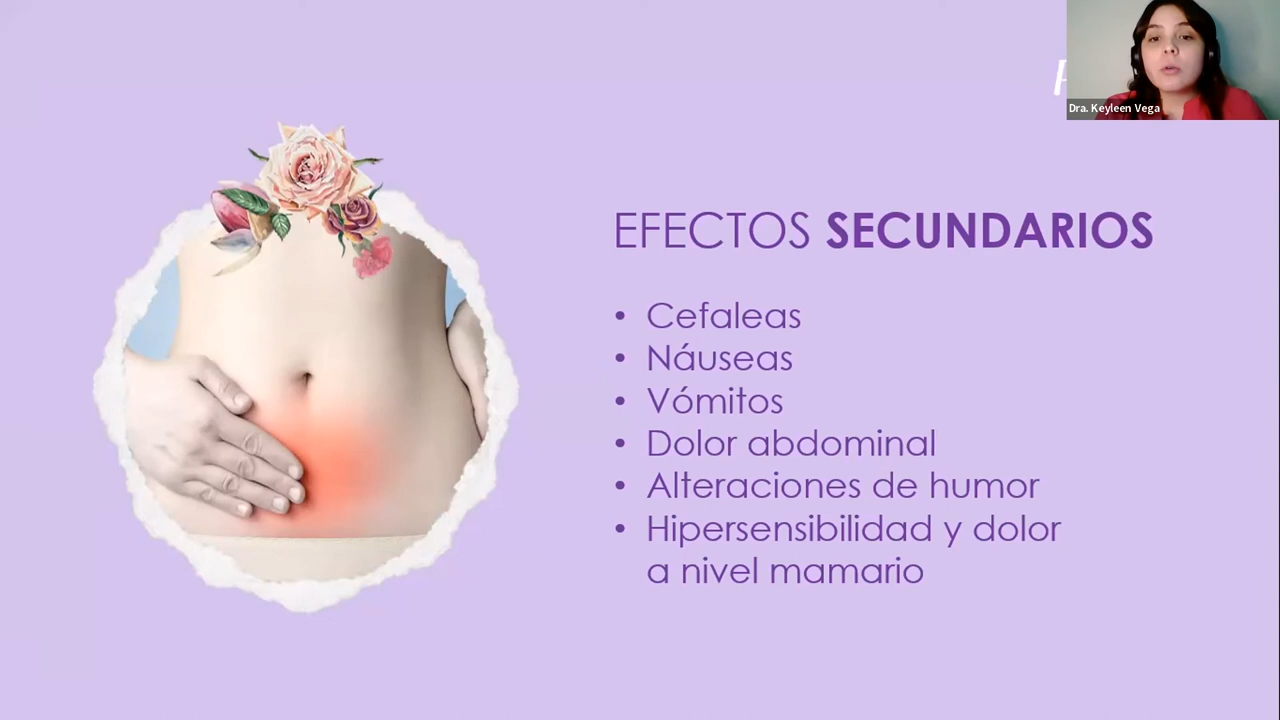 Dra. Keyleen Vega
EFECTOS SECUNDARIOS
• Cefaleas
• Náuseas
• Vómitos
• Dolor abdominal
• Alteraciones de humor
• Hipersensibilidad y dolor
a nivel mamario